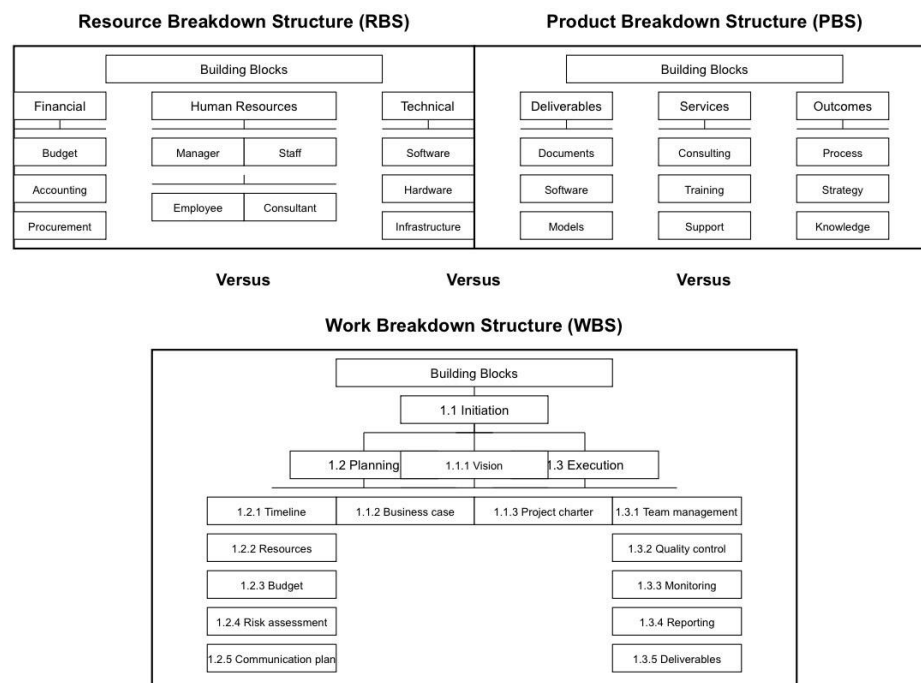 Resource Breakdown Structure (RBS)
Building Blocks
Financial
Human Resources
Technical
Budget
Manager
Staff
Software
Accounting
Hardware
Employee
Consultant
Procurement
Infrastructure
Product Breakdown Structure (PBS)
Building Blocks
Deliverables
Services
Outcomes
Documents
Consulting
Process
Software
Training
Strategy
Models
Support
Knowledge
Versus
Versus
Versus
Work Breakdown Structure (WBS)
Building Blocks
1.1 Initiation
1.2 Planning
1.1.1 Vision
1.3 Execution
1.2.1 Timeline
1.1.2 Business case
1.1.3 Project charter
1.3.1 Team management
1.2.2 Resources
1.3.2 Quality control
1.2.3 Budget
1.3.3 Monitoring
1.2.4 Risk assessment
1.3.4 Reporting
1.2.5 Communication plan
1.3.5 Deliverables